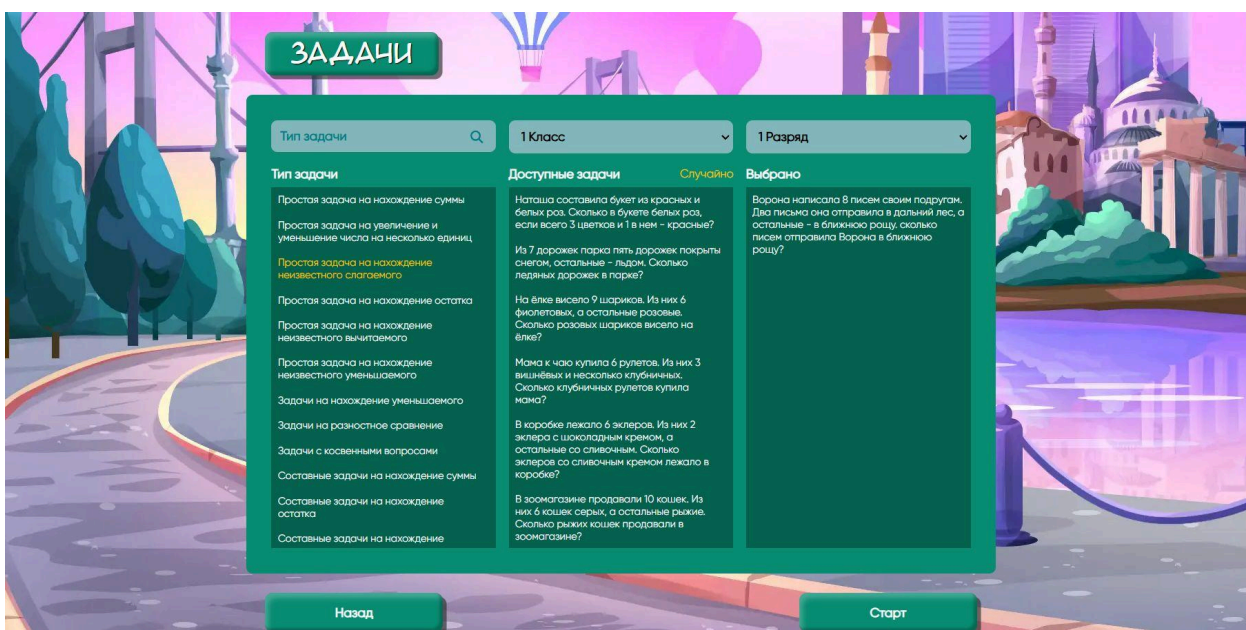 ЗАДАЧИ
Тип задачи
1 Класс
1 Разряд
Тип задачи
Простая задача на нахождение суммы
Простая задача на увеличение и
уменьшение числа на несколько единиц
Простая задача на нахождение
неизвестного слагаемого
Простая задача на нахождение остатка
Простая задача на нахождение
неизвестного вычитаемого
Простая задача на нахождение
неизвестного уменьшаемого
Задачи на нахождение уменьшаемого
Задачи на разностное сравнение
Задачи с косвенными вопросами
Составные задачи на нахождение суммы
Составные задачи на нахождение
остатка
Составные задачи на нахождение
Доступные задачи
Случайно
Наташа составила букет из красных и
белых роз. Сколько в букете белых роз,
если всего 3 цветков и 1 в нем - красные?
Из 7 дорожек парка пять дорожек покрыты
снегом, остальные - льдом. Сколько
ледяных дорожек в парке?
На ёлке висело 9 шариков. Из них 6
фиолетовых, а остальные розовые.
Сколько розовых шариков висело на
ёлке?
Мама к чаю купила 6 рулетов. Из них 3
вишнёвых и несколько клубничных.
Сколько клубничных рулетов купила
мама?
В коробке лежало 6 эклеров. Из них 2
эклера с шоколадным кремом, а
остальные со сливочным. Сколько
эклеров со сливочным кремом лежало в
коробке?
В зоомагазине продавали 10 кошек. Из
них 6 кошек серых, а остальные рыжие.
Сколько рыжих кошек продавали в
зоомагазине?
Выбрано
Ворона написала 8 писем своим подругам.
Два письма она отправила в дальний лес, а
остальные - в ближнюю рощу. сколько
писем отправила Ворона в ближнюю
рощу?
Назад
Старт